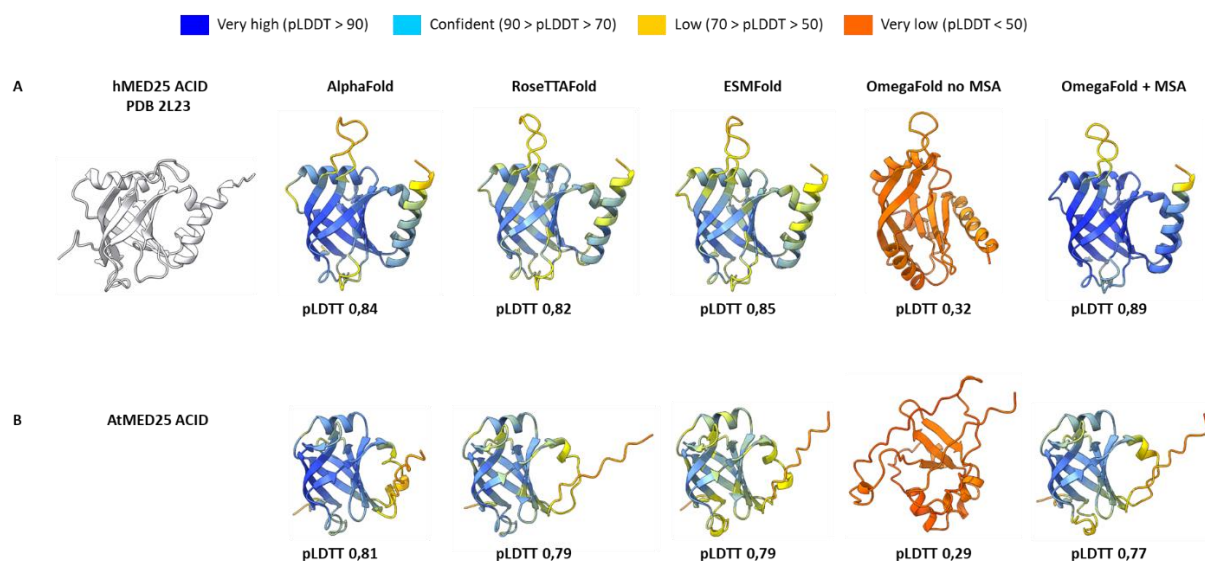 Very high (pLDDT > 90) Confident (90 > pLDDT > 70) Low (70 > pLDDT > 50) Very low (pLDDT < 50)
A hMED25 ACID AlphaFold RoseTTAFold ESMFold OmegaFold no MSA OmegaFold + MSA
PDB 2L23
pLDTT 0,84 pLDTT 0,82 pLDTT 0,85 pLDTT 0,32 pLDTT 0,89
B AtMED25 ACID
pLDTT 0,81 pLDTT 0,79 pLDTT 0,79 pLDTT 0,29 pLDTT 0,77